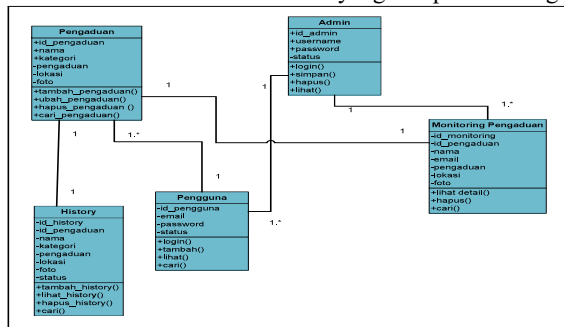 Pengaduan
+id_pengaduan
+nama
+kategori
-pengaduan
-lokasi
-foto
+tambah_pengaduan()
+ubah_pengaduan()
+hapus_pengaduan ()
+cari_pengaduan()
Admin
+id_admin
+username
+password
-status
+login()
+simpan()
+hapus()
+lihat()
1
1
1
1..*
1
1.*
1
Monitoring Pengaduan
-id_monitoring
-id_pengaduan
-nama
-email
-pengaduan
-lokasi
-foto
+lihat detail()
+hapus()
+cari()
1
1
Pengguna
-id_pengguna
-email
-password
-status
+login()
+tambah()
+lihat()
+cari()
1..*
History
-id_history
-id_pengaduan
-nama
-kategori
-pengaduan
-lokasi
-foto
-status
+tambah_history()
+lihat_history()
+hapus_history()
+cari()